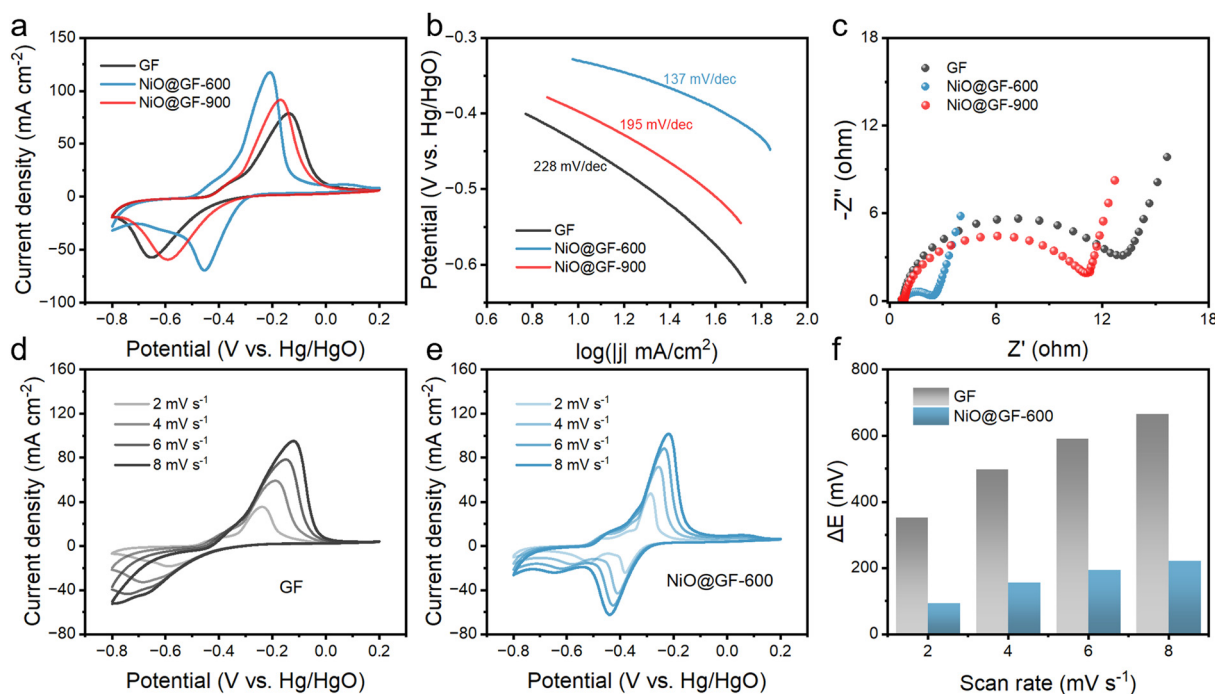 a
150
100
50
0
−50
−100
Current density (mA cm⁻²)
GF
NiO@GF-600
NiO@GF-900
−0.8 −0.6 −0.4 −0.2 0.0 0.2
Potential (V vs. Hg/HgO)
b
−0.3
−0.4
−0.5
−0.6
Potential (V vs. Hg/HgO)
137 mV/dec
195 mV/dec
228 mV/dec
GF
NiO@GF-600
NiO@GF-900
0.6 0.8 1.0 1.2 1.4 1.6 1.8 2.0
log(|j| mA/cm²)
c
18
12
6
0
-Z'' (ohm)
GF
NiO@GF-600
NiO@GF-900
0 6 12 18
Z' (ohm)
d
160
120
80
40
0
−40
−80
Current density (mA cm⁻²)
2 mV s⁻¹
4 mV s⁻¹
6 mV s⁻¹
8 mV s⁻¹
GF
−0.8 −0.6 −0.4 −0.2 0.0 0.2
Potential (V vs. Hg/HgO)
e
160
120
80
40
0
−40
−80
Current density (mA cm⁻²)
2 mV s⁻¹
4 mV s⁻¹
6 mV s⁻¹
8 mV s⁻¹
NiO@GF-600
−0.8 −0.6 −0.4 −0.2 0.0 0.2
Potential (V vs. Hg/HgO)
f
800
600
400
200
0
ΔE (mV)
GF
NiO@GF-600
2 4 6 8
Scan rate (mV s⁻¹)